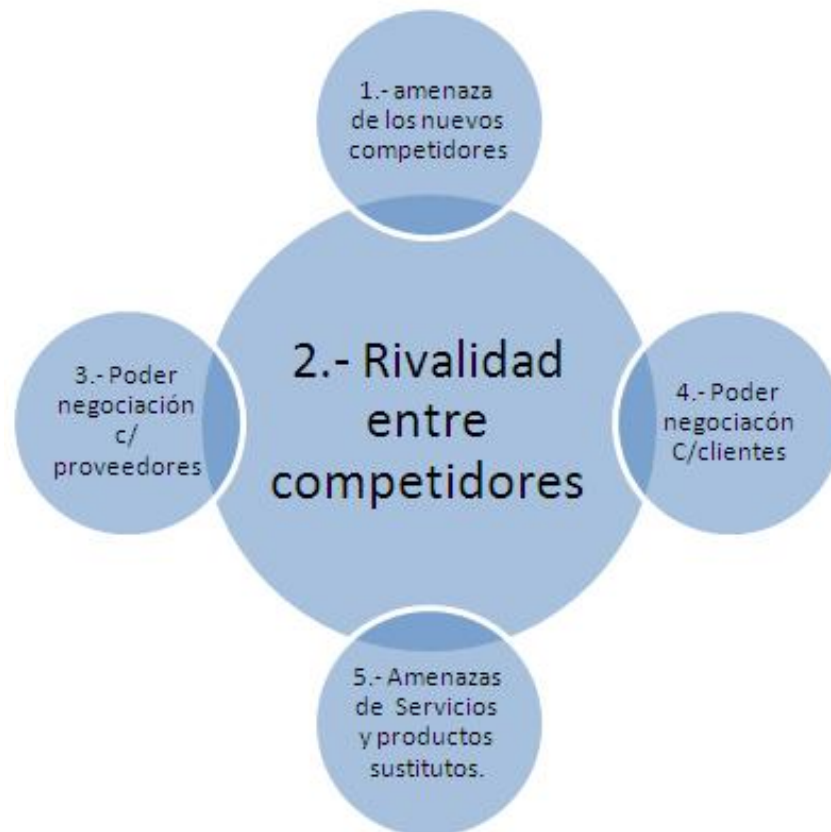 1.- amenaza
de los nuevos
competidores
2.- Rivalidad
entre
competidores
3.- Poder
negociación
c/
proveedores
4.- Poder
negociacón
C/clientes
5.- Amenazas
de Servicios
y productos
sustitutos.